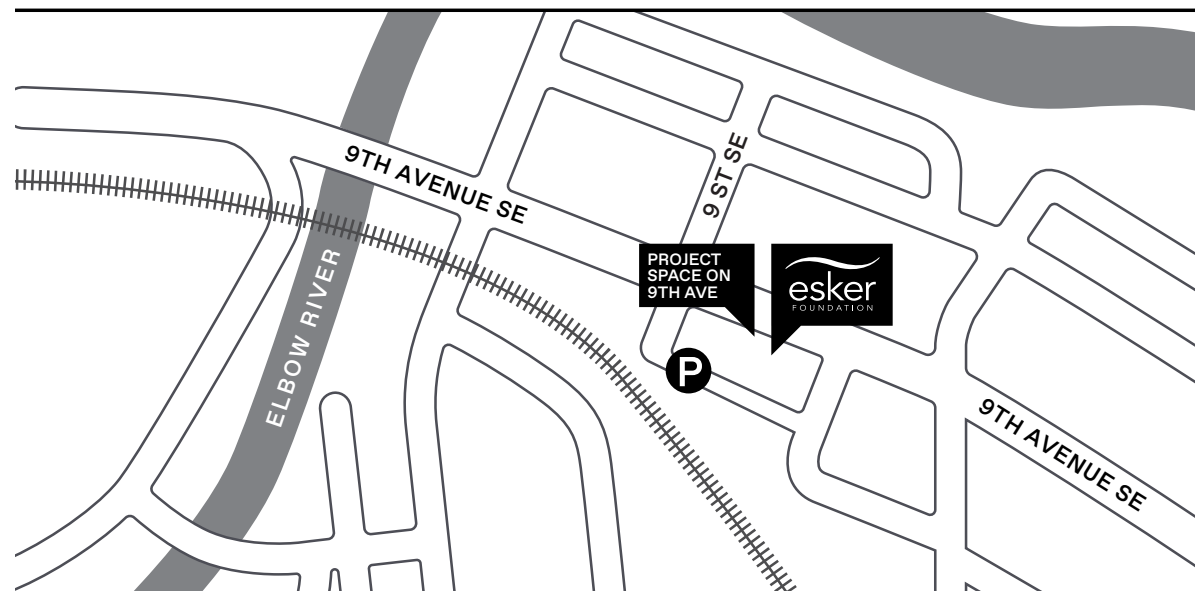 9TH AVENUE SE
9 ST SE
ELBOW RIVER
PROJECT
SPACE ON
9TH AVE
esker
FOUNDATION
P
9TH AVENUE SE